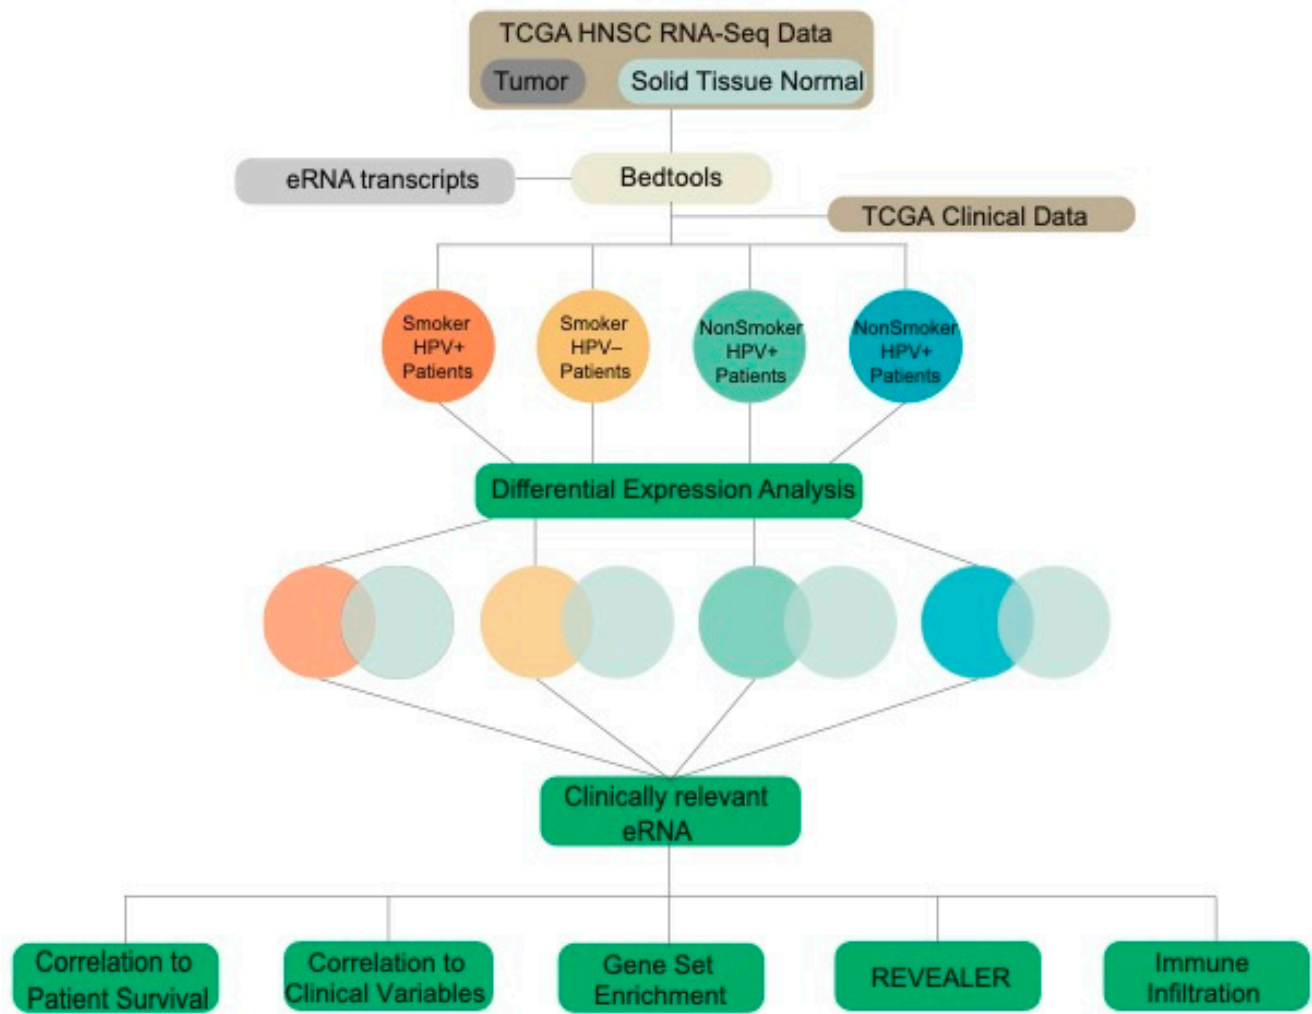 TCGA HNSC RNA-Seq Data
Tumor
Solid Tissue Normal
eRNA transcripts
Bedtools
TCGA Clinical Data
Smoker
HPV+
Patients
Smoker
HPV–
Patients
NonSmoker
HPV+
Patients
NonSmoker
HPV+
Patients
Differential Expression Analysis
Clinically relevant
eRNA
Correlation to
Patient Survival
Correlation to
Clinical Variables
Gene Set
Enrichment
REVEALER
Immune
Infiltration